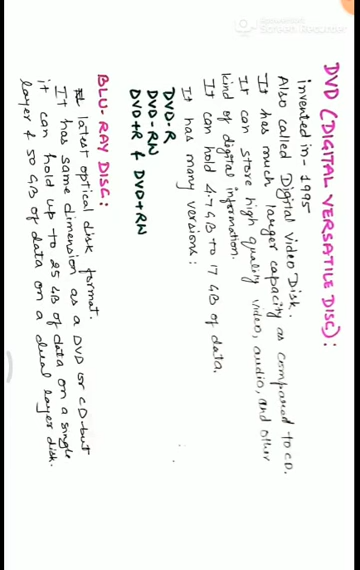 DVD (DIGITAL VERSATILE DISC):
invented in - 1995
Also called Digital Video Disk.
It has much larger capacity as compared to CD.
It can store high quality video, audio, and other
kind of digital information.
It can hold 4.7 GB to 17 GB of data.
It has many versions:
DVD-R
DVD-RW
DVD+R & DVD+RW
BLU-RAY DISC:
latest optical disk format.
It has same dimension as a DVD or CD but
it can hold up to 25 GB of data on a single
layer & 50 GB of data on a dual layer disk.